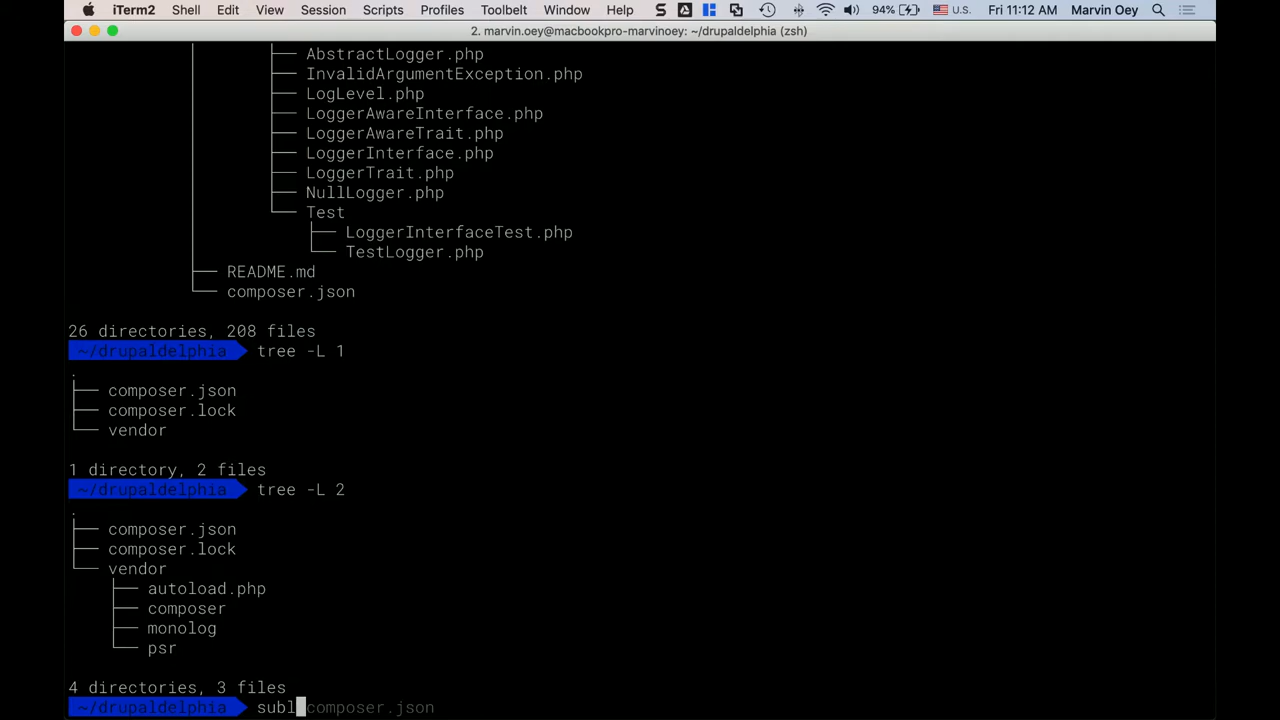 iTerm2 Shell Edit View Session Scripts Profiles Toolbelt Window Help 94% U.S. Fri 11:12 AM Marvin Oey
2. marvin.oey@macbookpro-marvinoey: ~/drupaldelphia (zsh)
├── AbstractLogger.php
├── InvalidArgumentException.php
├── LogLevel.php
├── LoggerAwareInterface.php
├── LoggerAwareTrait.php
├── LoggerInterface.php
├── LoggerTrait.php
├── NullLogger.php
└── Test
├── LoggerInterfaceTest.php
└── TestLogger.php
├── README.md
└── composer.json
26 directories, 208 files
~/drupaldelphia tree -L 1
.
├── composer.json
├── composer.lock
└── vendor
1 directory, 2 files
~/drupaldelphia tree -L 2
.
├── composer.json
├── composer.lock
└── vendor
├── autoload.php
├── composer
├── monolog
└── psr
4 directories, 3 files
~/drupaldelphia subl composer.json